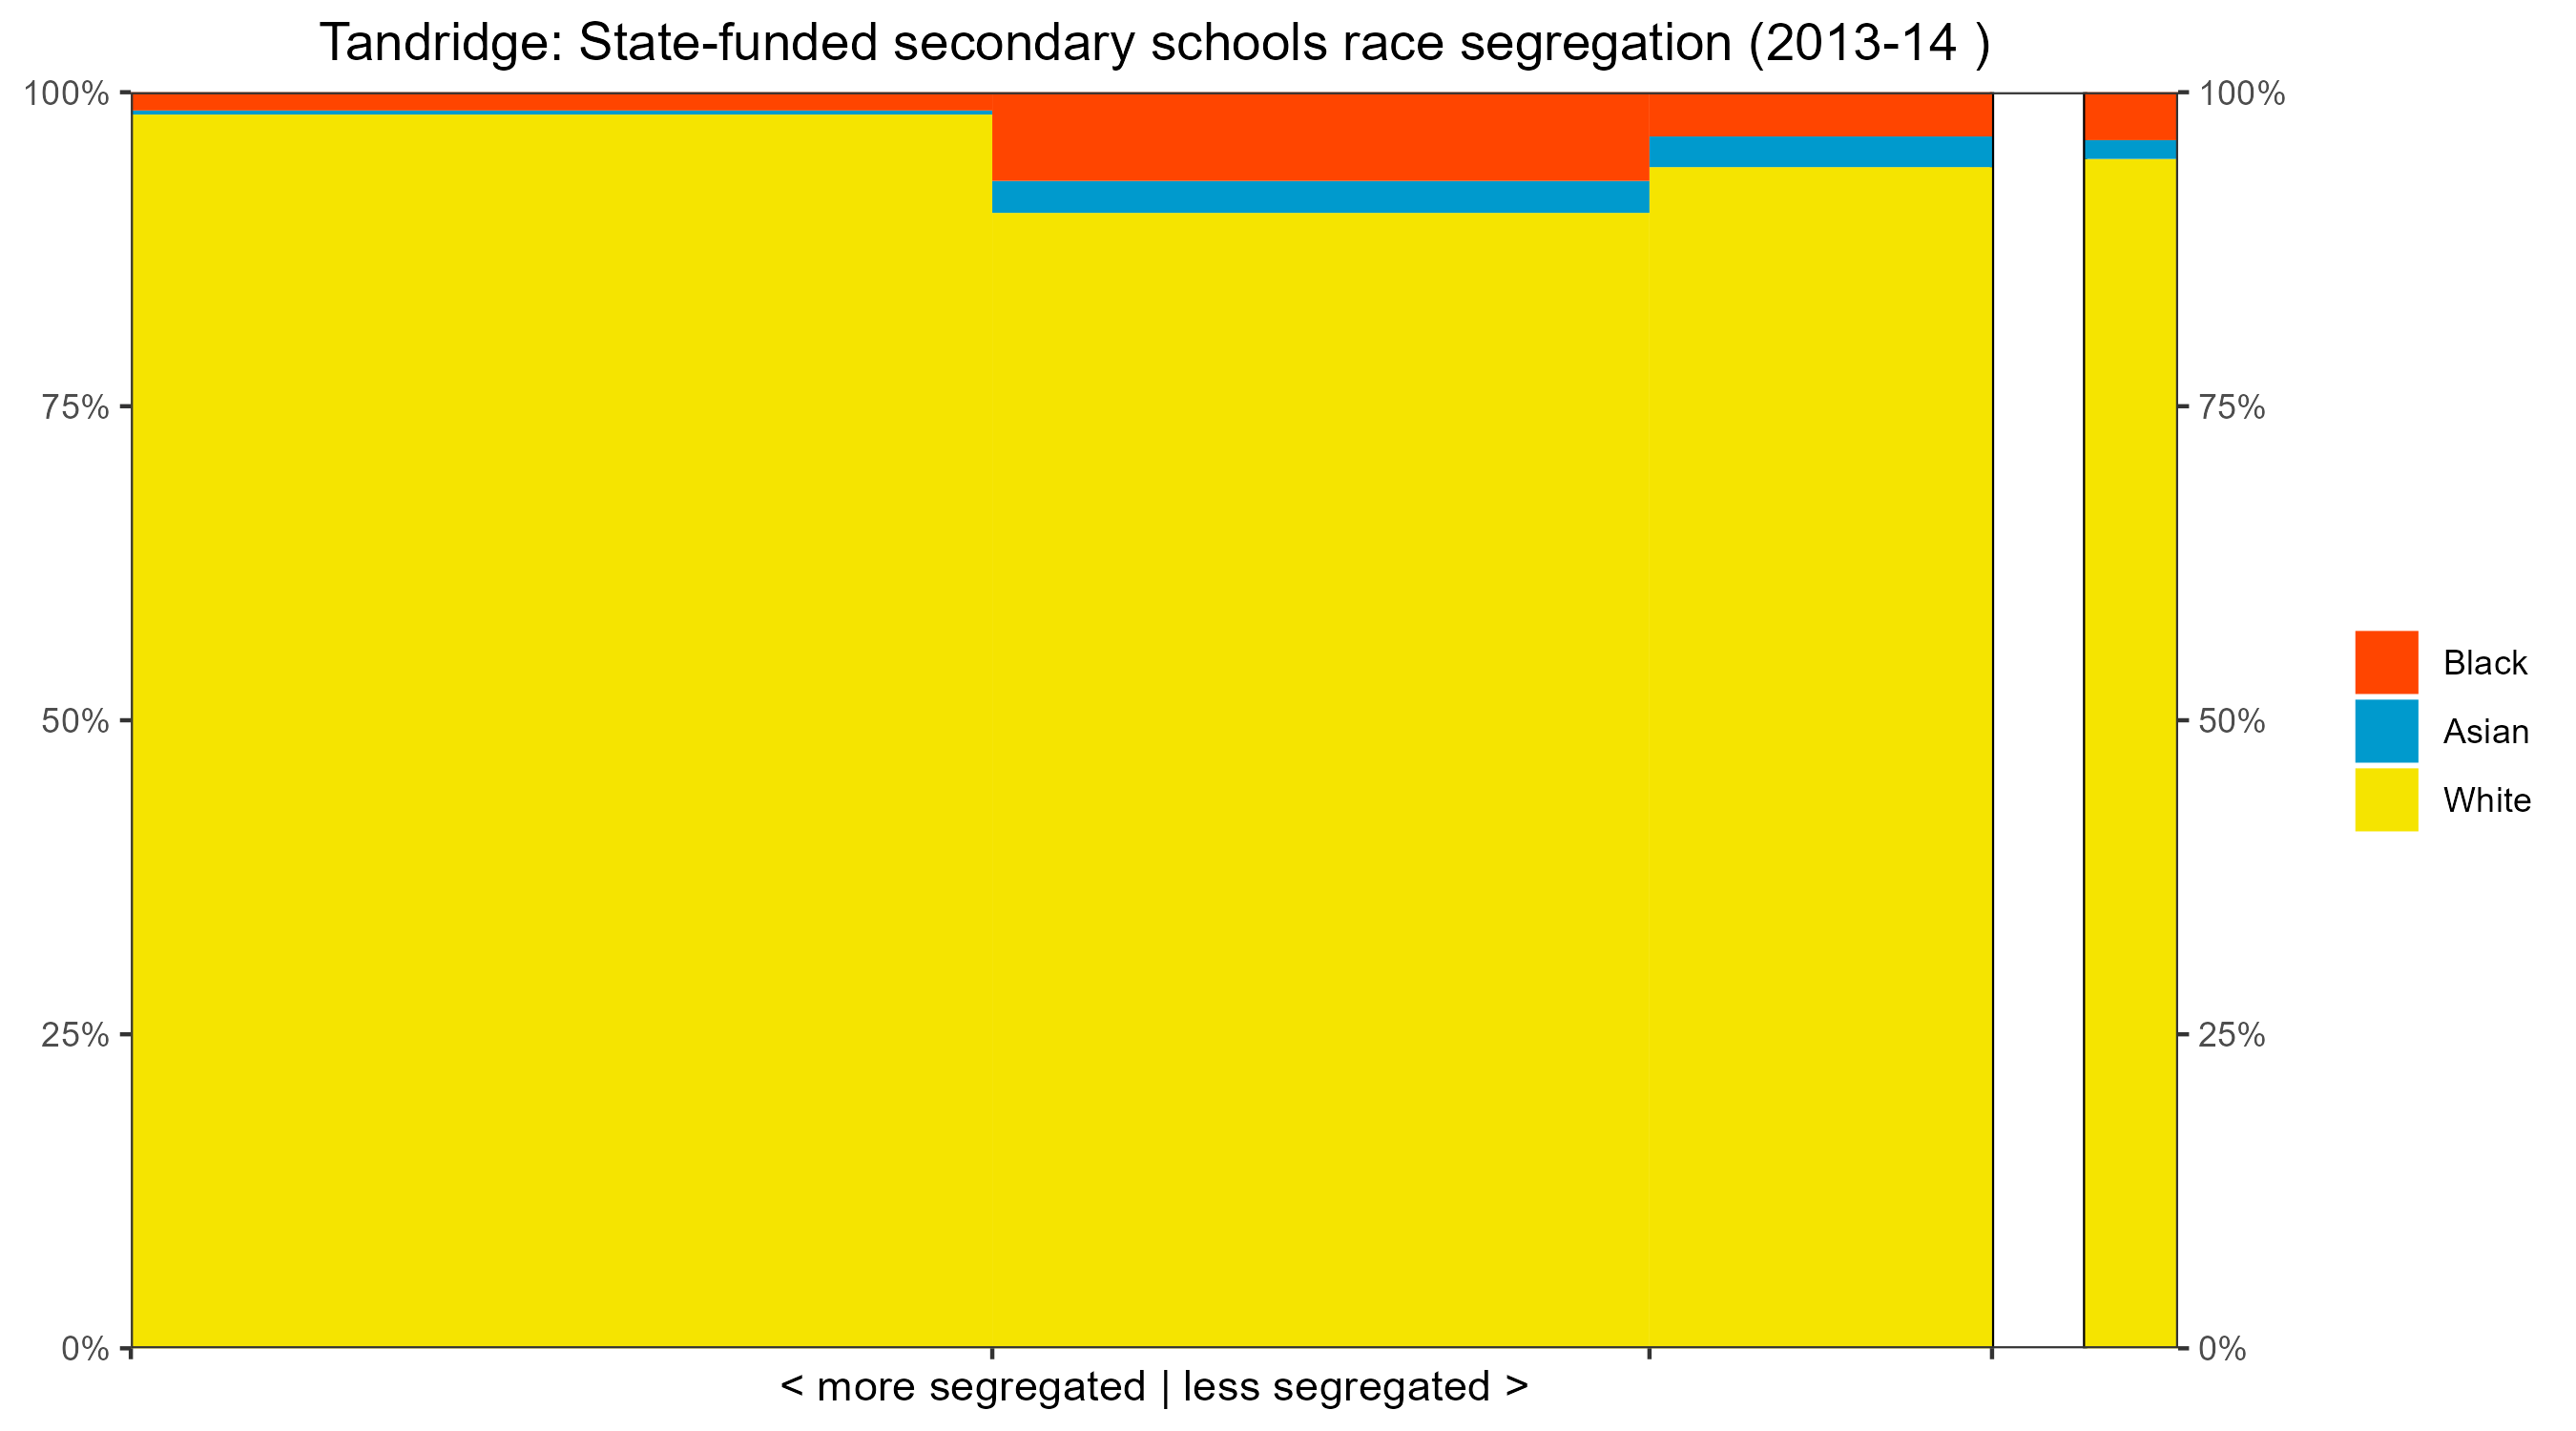 Tandridge: State-funded secondary schools race segregation (2013-14 )
100%
75%
50%
25%
0%
100%
75%
50%
25%
0%
Black
Asian
White
< more segregated | less segregated >